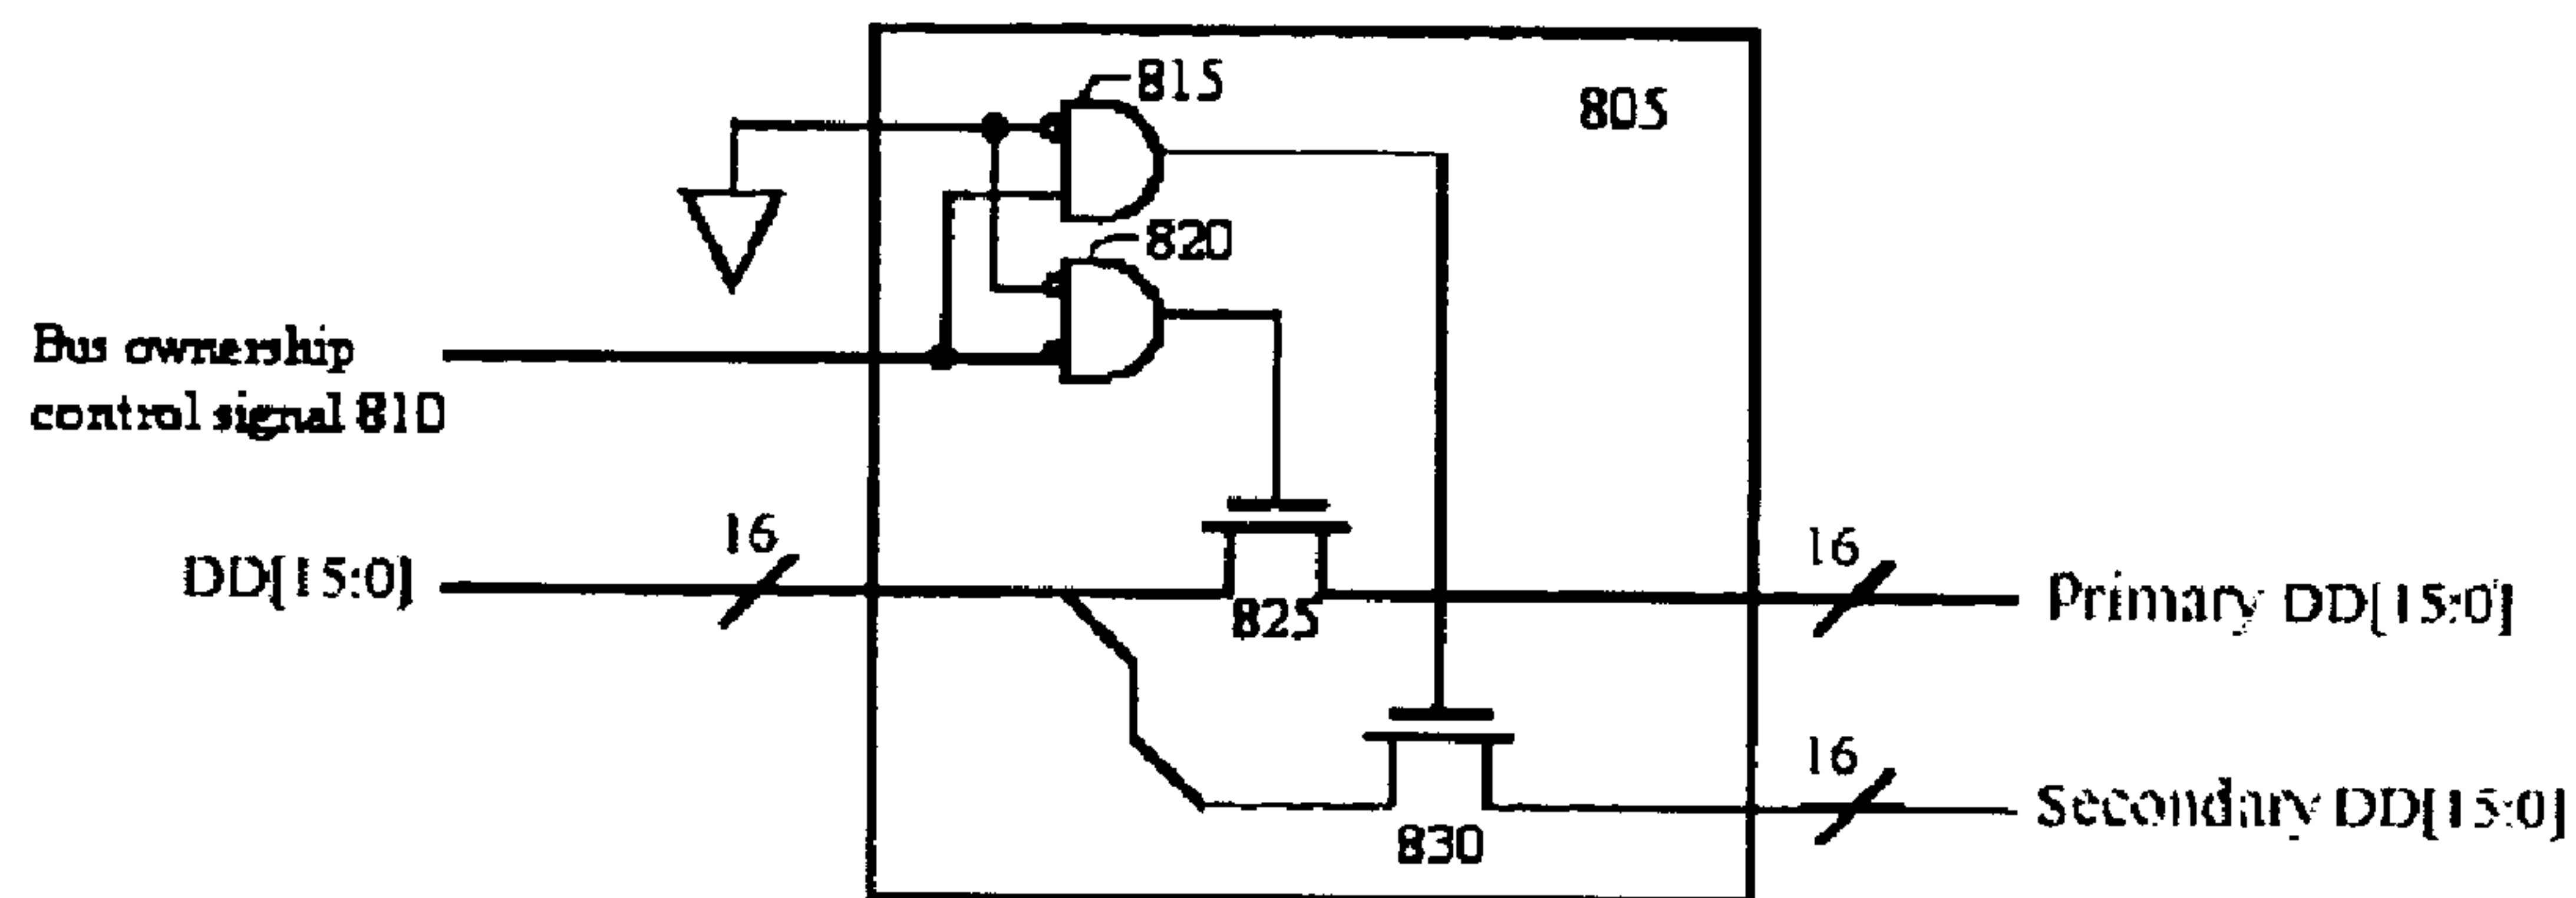 815
805
820
Bus ownership
control signal 810
16
DD[15:0]
825
16
Primary DD[15:0]
16
Secondary DD[15:0]
830